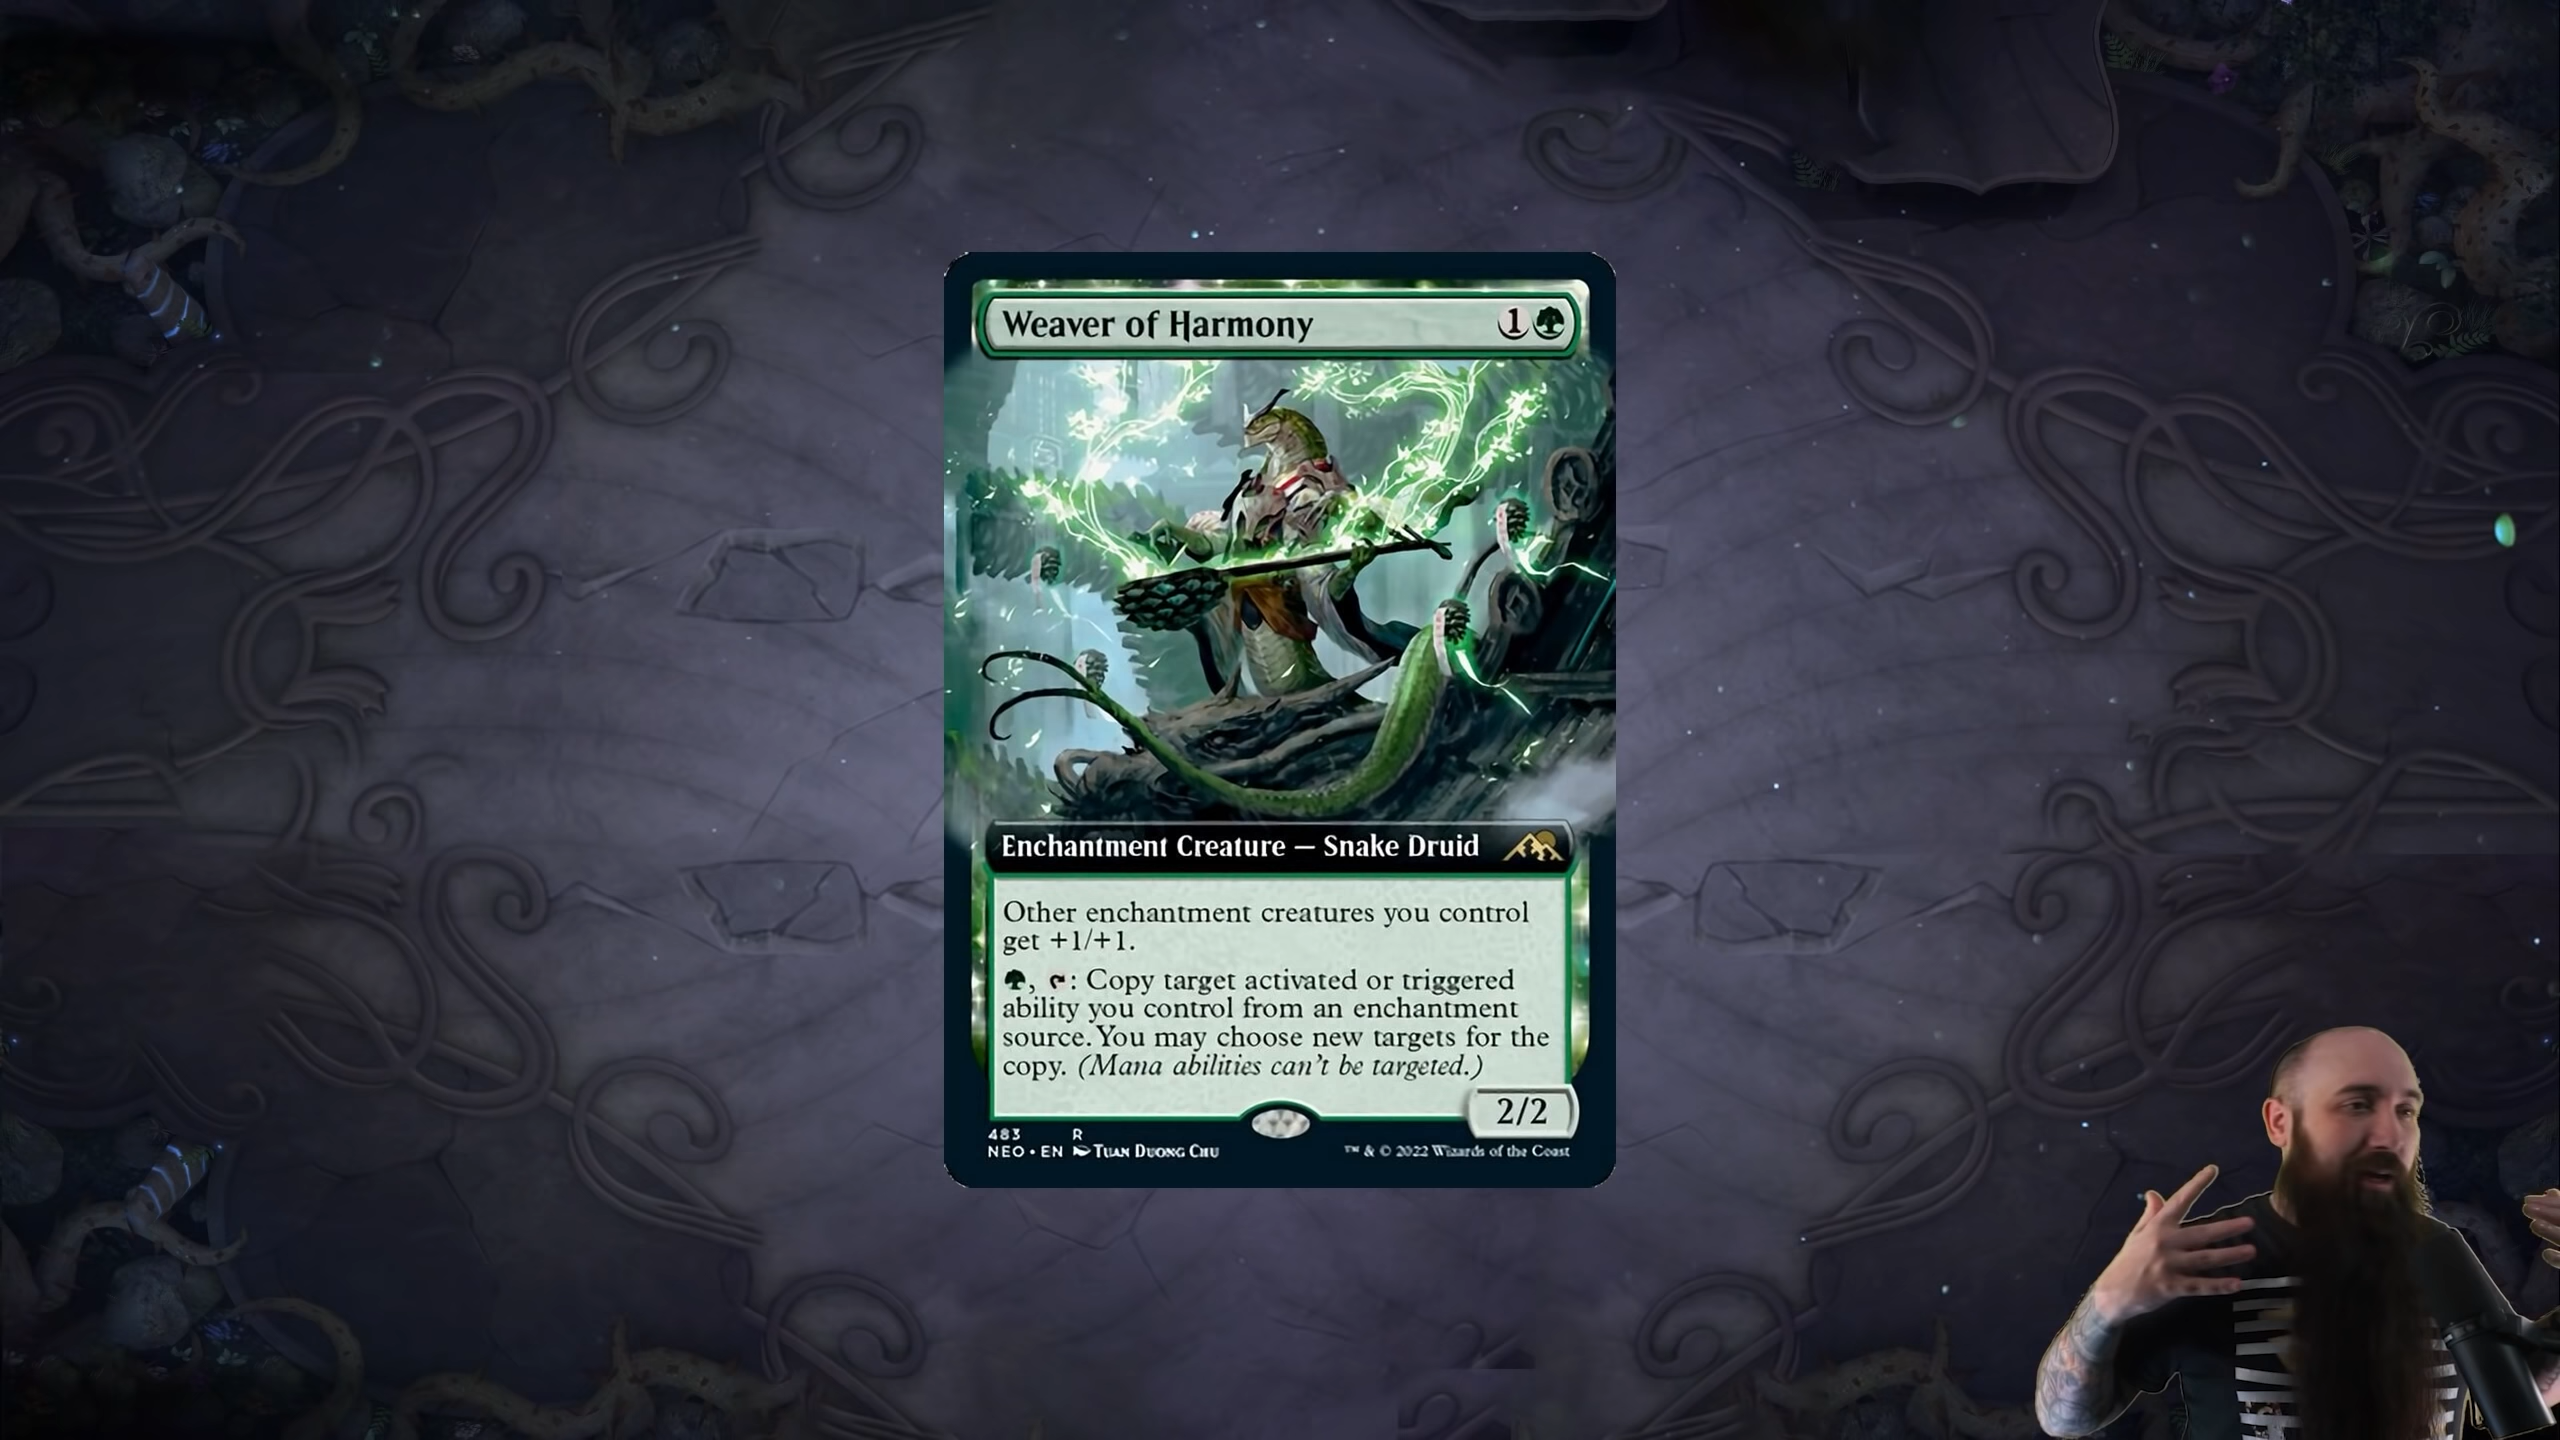 Weaver of Harmony 1
Enchantment Creature — Snake Druid
Other enchantment creatures you control
get +1/+1.
, : Copy target activated or triggered
ability you control from an enchantment
source. You may choose new targets for the
copy. (Mana abilities can't be targeted.)
2/2
483 R
NEO • EN Tuan Duong Chu ™ & © 2022 Wizards of the Coast